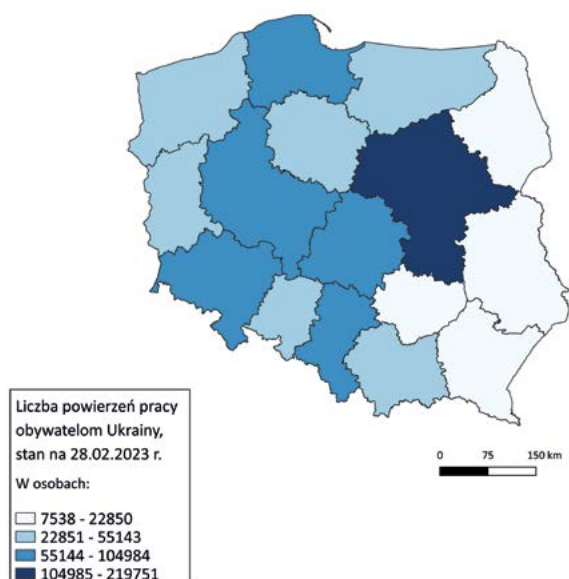 Liczba powierzeń pracy
obywatelom Ukrainy,
stan na 28.02.2023 r.
W osobach:
7538 - 22850
22851 - 55143
55144 - 104984
104985 - 219751
0 75 150 km